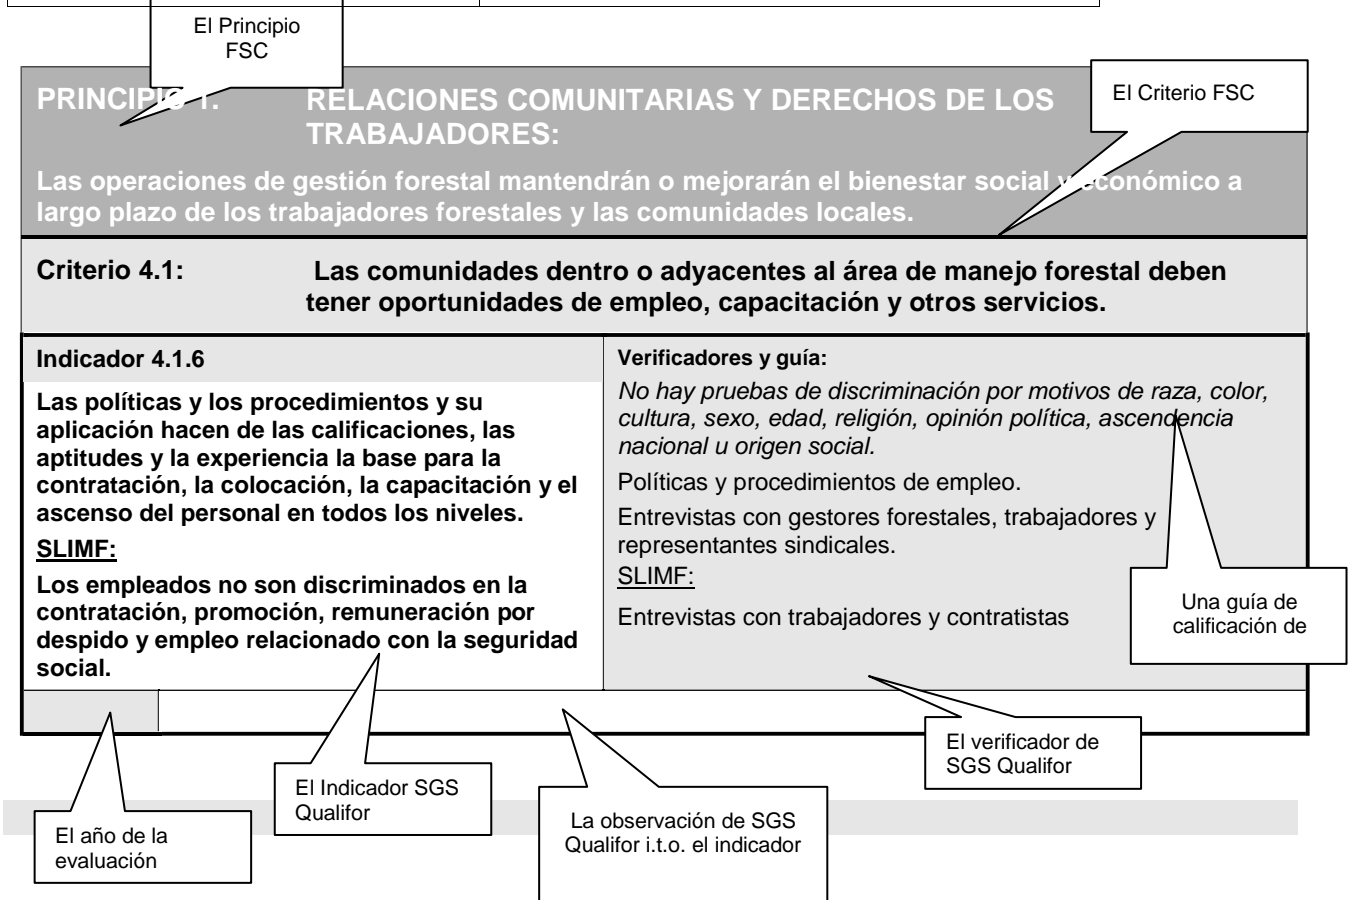 El Principio
FSC
El Criterio FSC
PRINCIPIO 1: RELACIONES COMUNITARIAS Y DERECHOS DE LOS
TRABAJADORES:
Las operaciones de gestión forestal mantendrán o mejorarán el bienestar social y económico a
largo plazo de los trabajadores forestales y las comunidades locales.
Criterio 4.1: Las comunidades dentro o adyacentes al área de manejo forestal deben
tener oportunidades de empleo, capacitación y otros servicios.
Indicador 4.1.6
Las políticas y los procedimientos y su
aplicación hacen de las calificaciones, las
aptitudes y la experiencia la base para la
contratación, la colocación, la capacitación y el
ascenso del personal en todos los niveles.
SLIMF:
Los empleados no son discriminados en la
contratación, promoción, remuneración por
despido y empleo relacionado con la seguridad
social.
Verificadores y guía:
No hay pruebas de discriminación por motivos de raza, color,
cultura, sexo, edad, religión, opinión política, ascendencia
nacional u origen social.
Políticas y procedimientos de empleo.
Entrevistas con gestores forestales, trabajadores y
representantes sindicales.
SLIMF:
Entrevistas con trabajadores y contratistas
Una guía de
calificación de
El verificador de
SGS Qualifor
El Indicador SGS
Qualifor
La observación de SGS
Qualifor i.t.o. el indicador
El año de la
evaluación